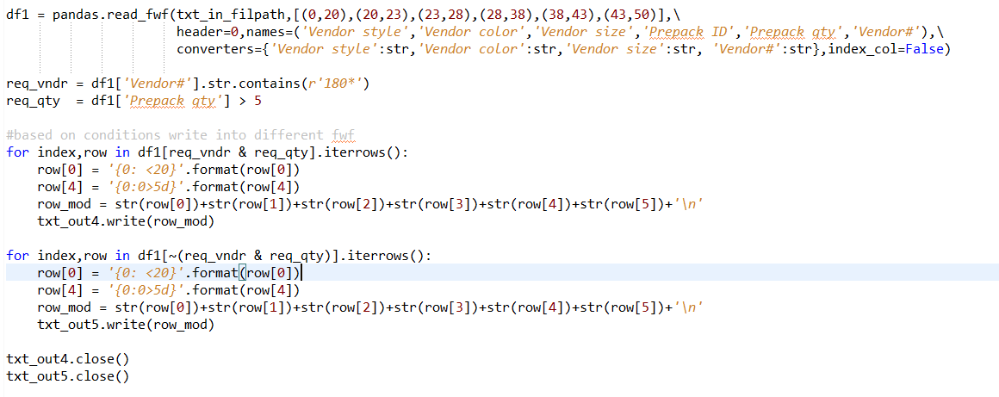 df1 = pandas.read_fwf(txt_in_filpath,[(0,20),(20,23),(23,28),(28,38),(38,43),(43,50)],\
header=0,names=('Vendor style','Vendor color','Vendor size','Prepack ID','Prepack qty','Vendor#'),\
converters={'Vendor style':str,'Vendor color':str,'Vendor size':str, 'Vendor#':str},index_col=False)
req_vndr = df1['Vendor#'].str.contains(r'180*')
req_qty  = df1['Prepack qty'] > 5
#based on conditions write into different fwf
for index,row in df1[req_vndr & req_qty].iterrows():
    row[0] = '{0: <20}'.format(row[0])
    row[4] = '{0:0>5d}'.format(row[4])
    row_mod = str(row[0])+str(row[1])+str(row[2])+str(row[3])+str(row[4])+str(row[5])+'\n'
    txt_out4.write(row_mod)
for index,row in df1[~(req_vndr & req_qty)].iterrows():
    row[0] = '{0: <20}'.format(row[0])
    row[4] = '{0:0>5d}'.format(row[4])
    row_mod = str(row[0])+str(row[1])+str(row[2])+str(row[3])+str(row[4])+str(row[5])+'\n'
    txt_out5.write(row_mod)
txt_out4.close()
txt_out5.close()